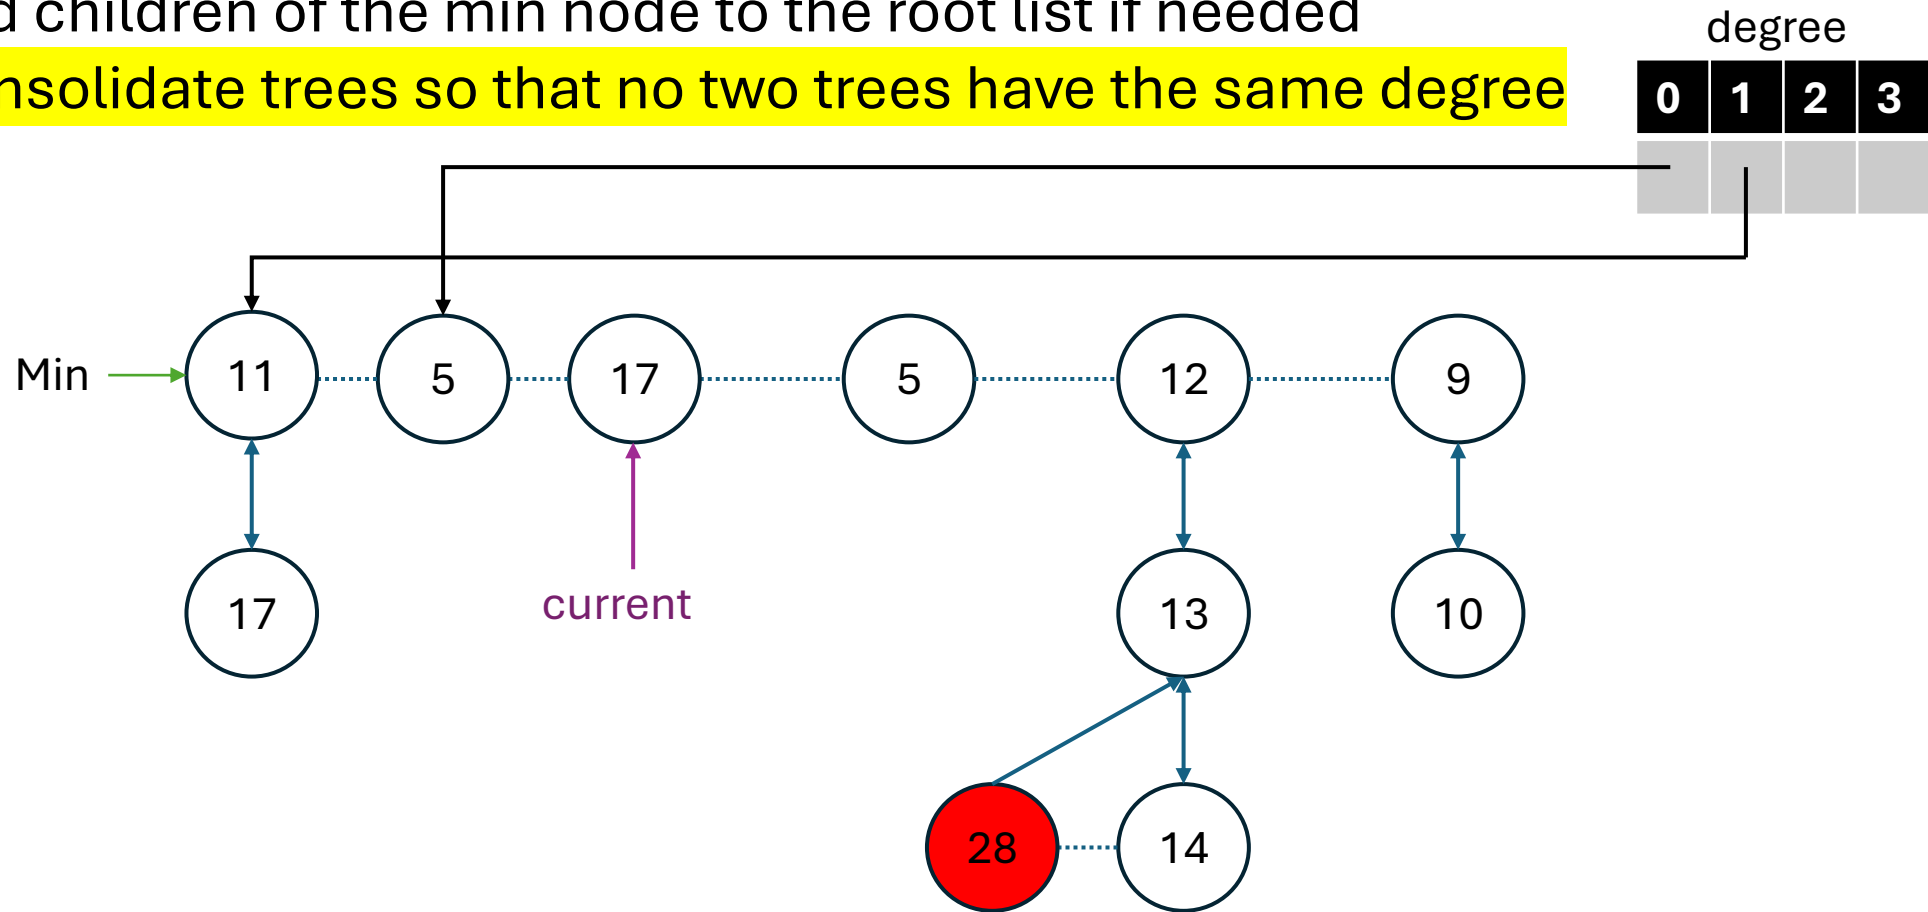 d children of the min node to the root list if needed
nsolidate trees so that no two trees have the same degree
degree
0 1 2 3
Min
11 5 17 5 12 9
17 13 10
current
28 14